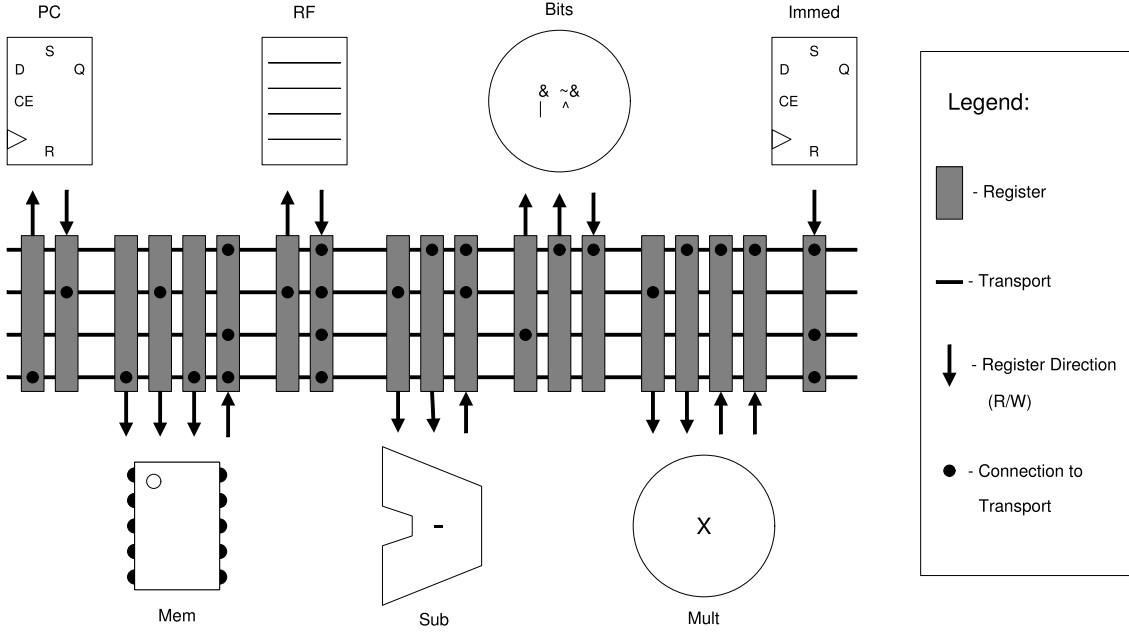 PC
RF
Bits
Immed
S
D Q
CE
R
& ~&
| ^
S
D Q
CE
R
Legend:
- Register
- Transport
- Register Direction
(R/W)
- Connection to
Transport
-
X
Mem
Sub
Mult